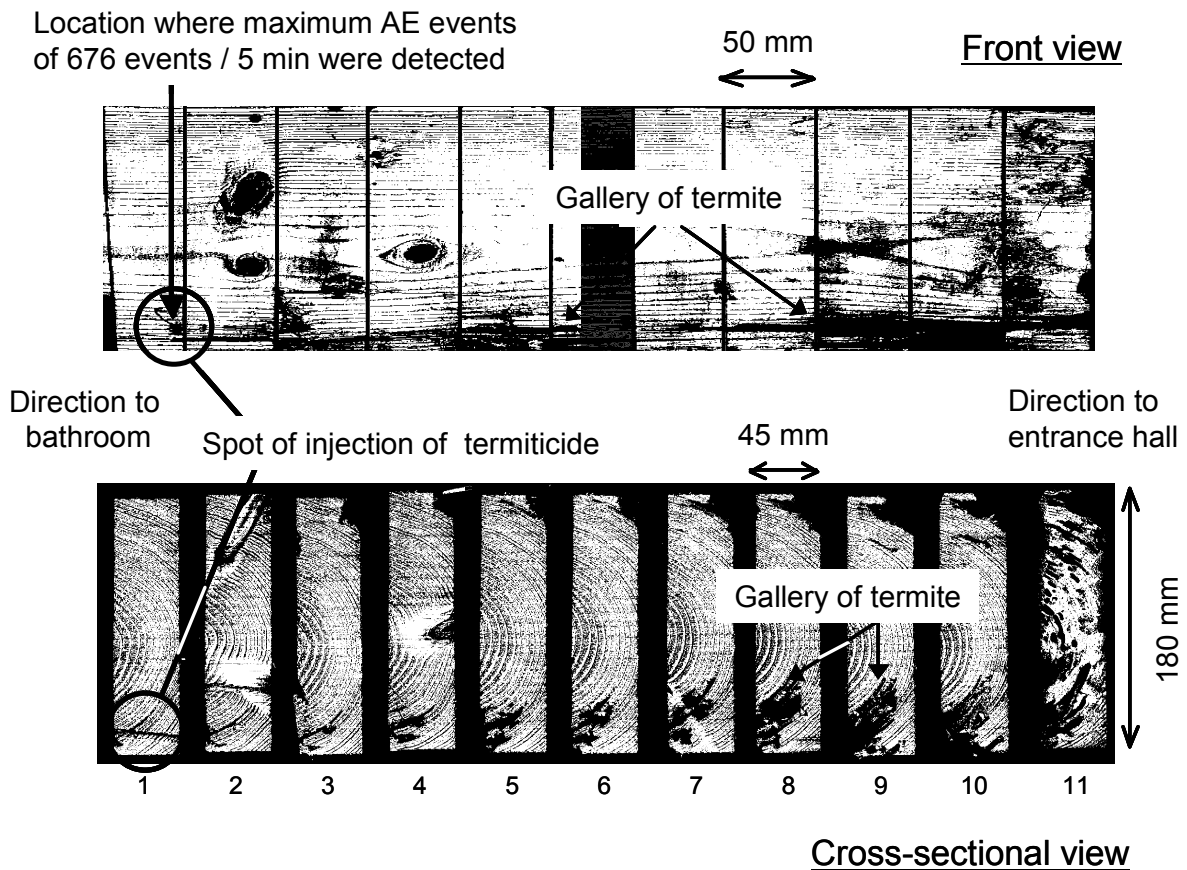 Location where maximum AE events
of 676 events / 5 min were detected
50 mm
Front view
Gallery of termite
Direction to
bathroom
Spot of injection of termiticide
45 mm
Direction to
entrance hall
Gallery of termite
180 mm
1 2 3 4 5 6 7 8 9 10 11
Cross-sectional view